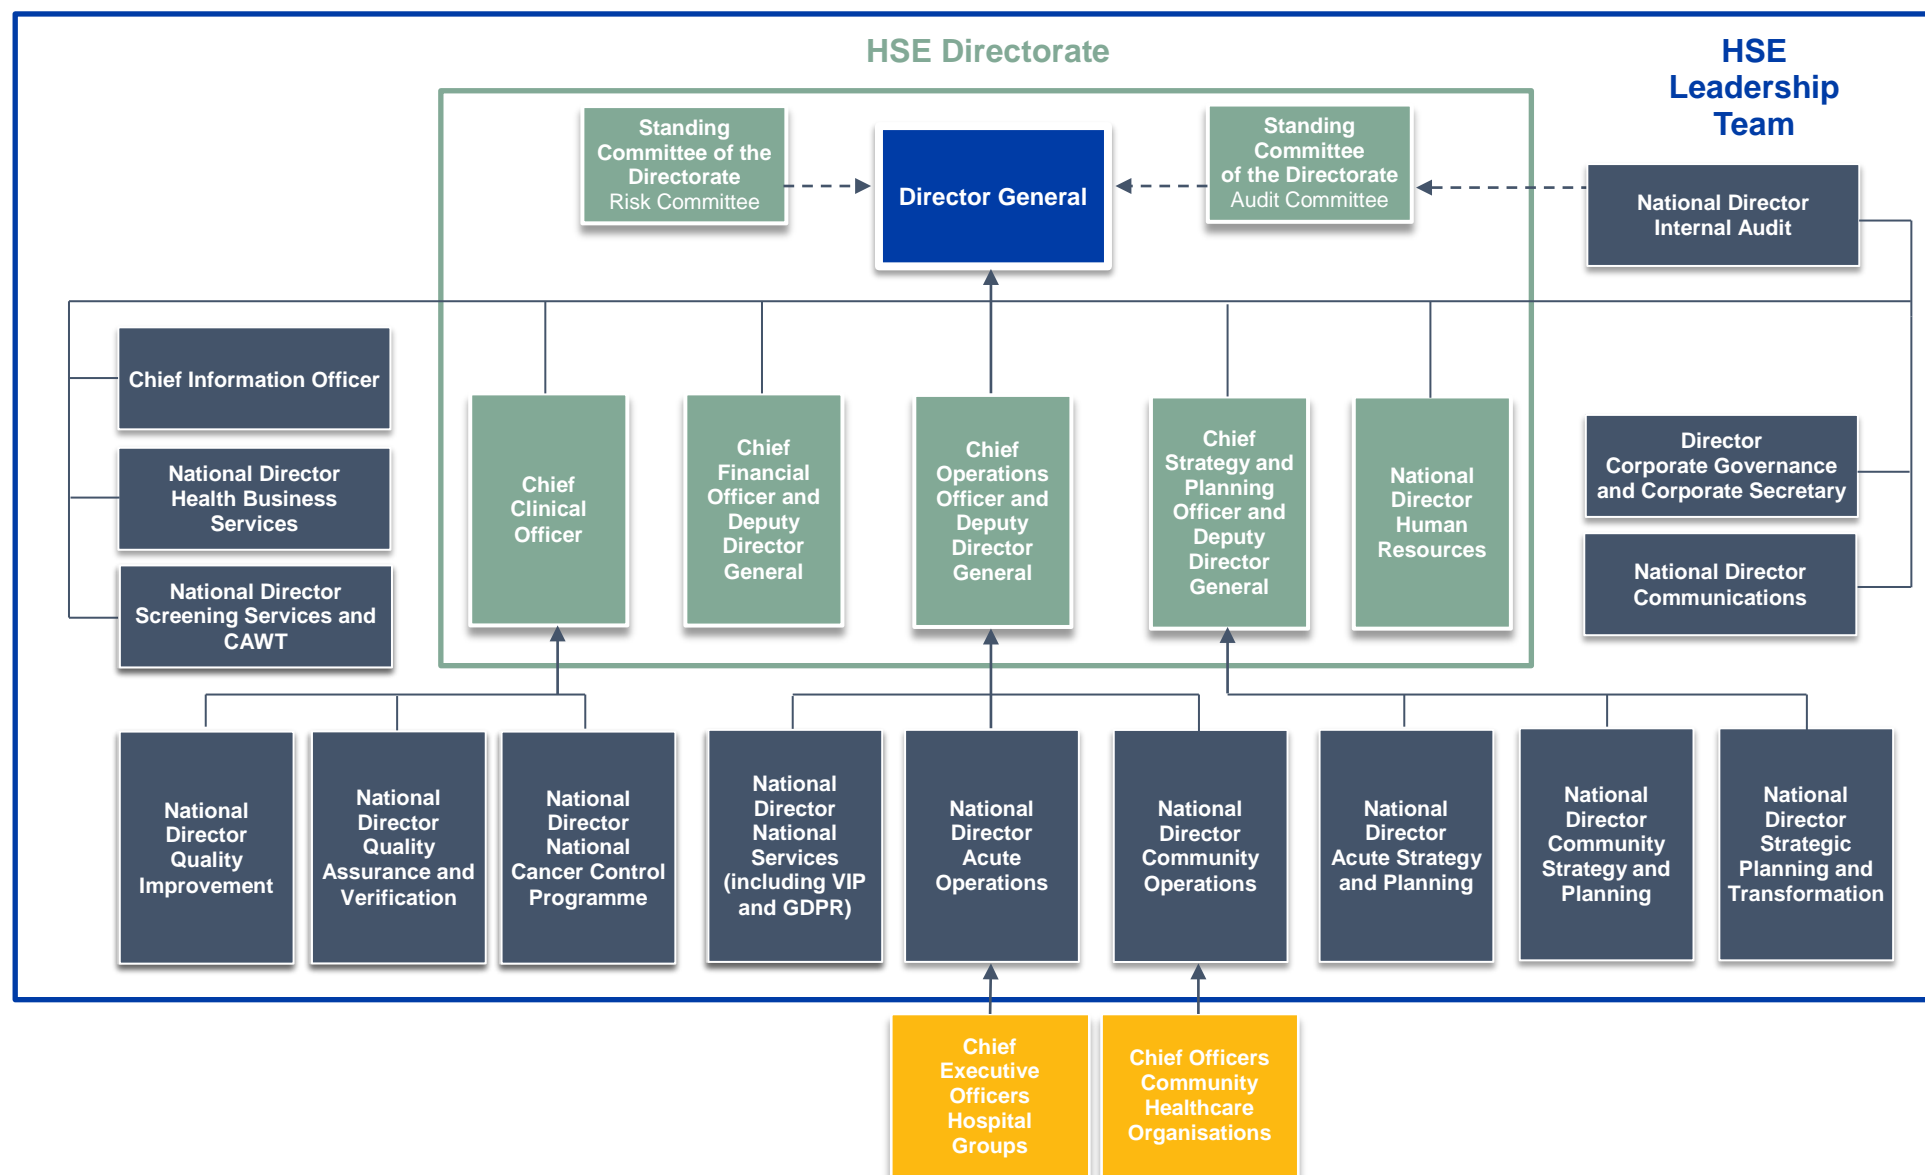 HSE Directorate
HSE
Leadership
Team
Standing
Committee of the
Directorate
Risk Committee
Director General
Standing
Committee
of the Directorate
Audit Committee
National Director
Internal Audit
Chief Information Officer
National Director
Health Business
Services
National Director
Screening Services and
CAWT
Chief
Clinical
Officer
Chief
Financial
Officer and
Deputy
Director
General
Chief
Operations
Officer and
Deputy
Director
General
Chief
Strategy and
Planning
Officer and
Deputy
Director
General
National
Director
Human
Resources
Director
Corporate Governance
and Corporate Secretary
National Director
Communications
National
Director
Quality
Improvement
National
Director
Quality
Assurance and
Verification
National
Director
National
Cancer Control
Programme
National
Director
National
Services
(including VIP
and GDPR)
National
Director
Acute
Operations
National
Director
Community
Operations
National
Director
Acute Strategy
and Planning
National
Director
Community
Strategy and
Planning
National
Director
Strategic
Planning and
Transformation
Chief
Executive
Officers
Hospital
Groups
Chief Officers
Community
Healthcare
Organisations